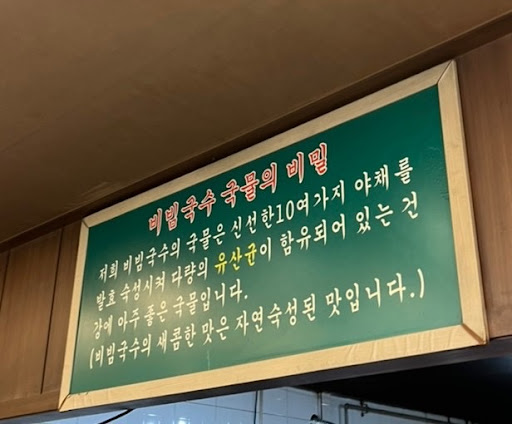 비빔국수 국물의 비밀
저희 비빔국수의 국물은 신선한10여가지 야채를
발효 숙성시켜 다량의 유산균이 함유되어 있는 건
강에 아주 좋은 국물입니다.
(비빔국수의 새콤한 맛은 자연숙성된 맛입니다.)